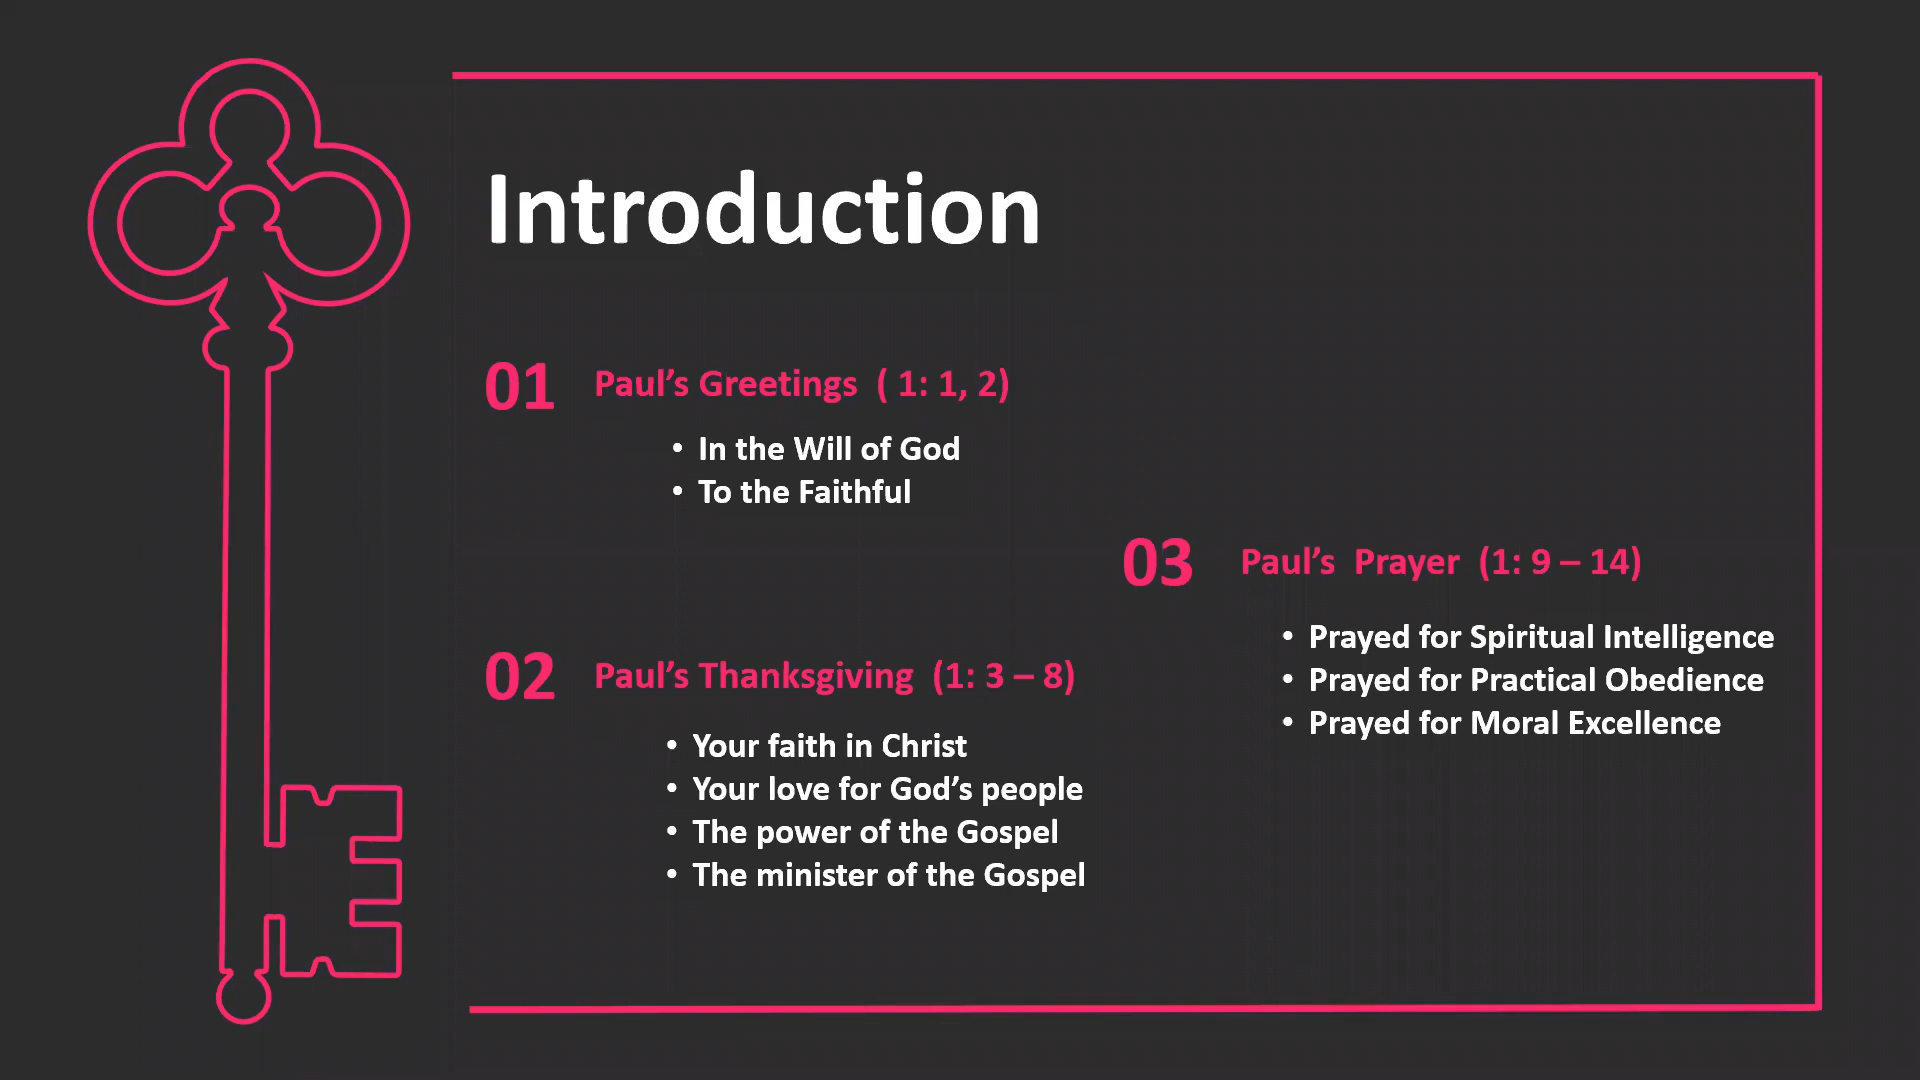 Introduction
01 Paul’s Greetings ( 1: 1, 2)
• In the Will of God
• To the Faithful
02 Paul’s Thanksgiving (1: 3 – 8)
• Your faith in Christ
• Your love for God’s people
• The power of the Gospel
• The minister of the Gospel
03 Paul’s Prayer (1: 9 – 14)
• Prayed for Spiritual Intelligence
• Prayed for Practical Obedience
• Prayed for Moral Excellence